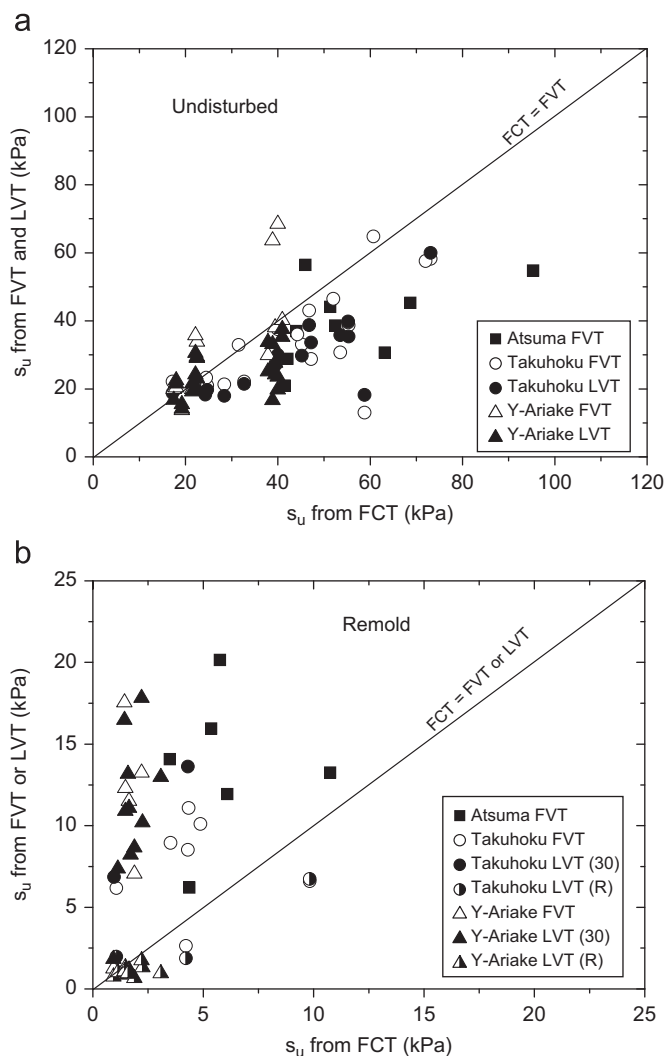 a
120
100
80
60
40
20
0
s_u from FVT and LVT (kPa)
Undisturbed
FCT = FVT
Atsuma FVT
Takuhoku FVT
Takuhoku LVT
Y-Ariake FVT
Y-Ariake LVT
0 20 40 60 80 100 120
s_u from FCT (kPa)
b
25
20
15
10
5
0
s_u from FVT or LVT (kPa)
Remold
FCT = FVT or LVT
Atsuma FVT
Takuhoku FVT
Takuhoku LVT (30)
Takuhoku LVT (R)
Y-Ariake FVT
Y-Ariake LVT (30)
Y-Ariake LVT (R)
0 5 10 15 20 25
s_u from FCT (kPa)